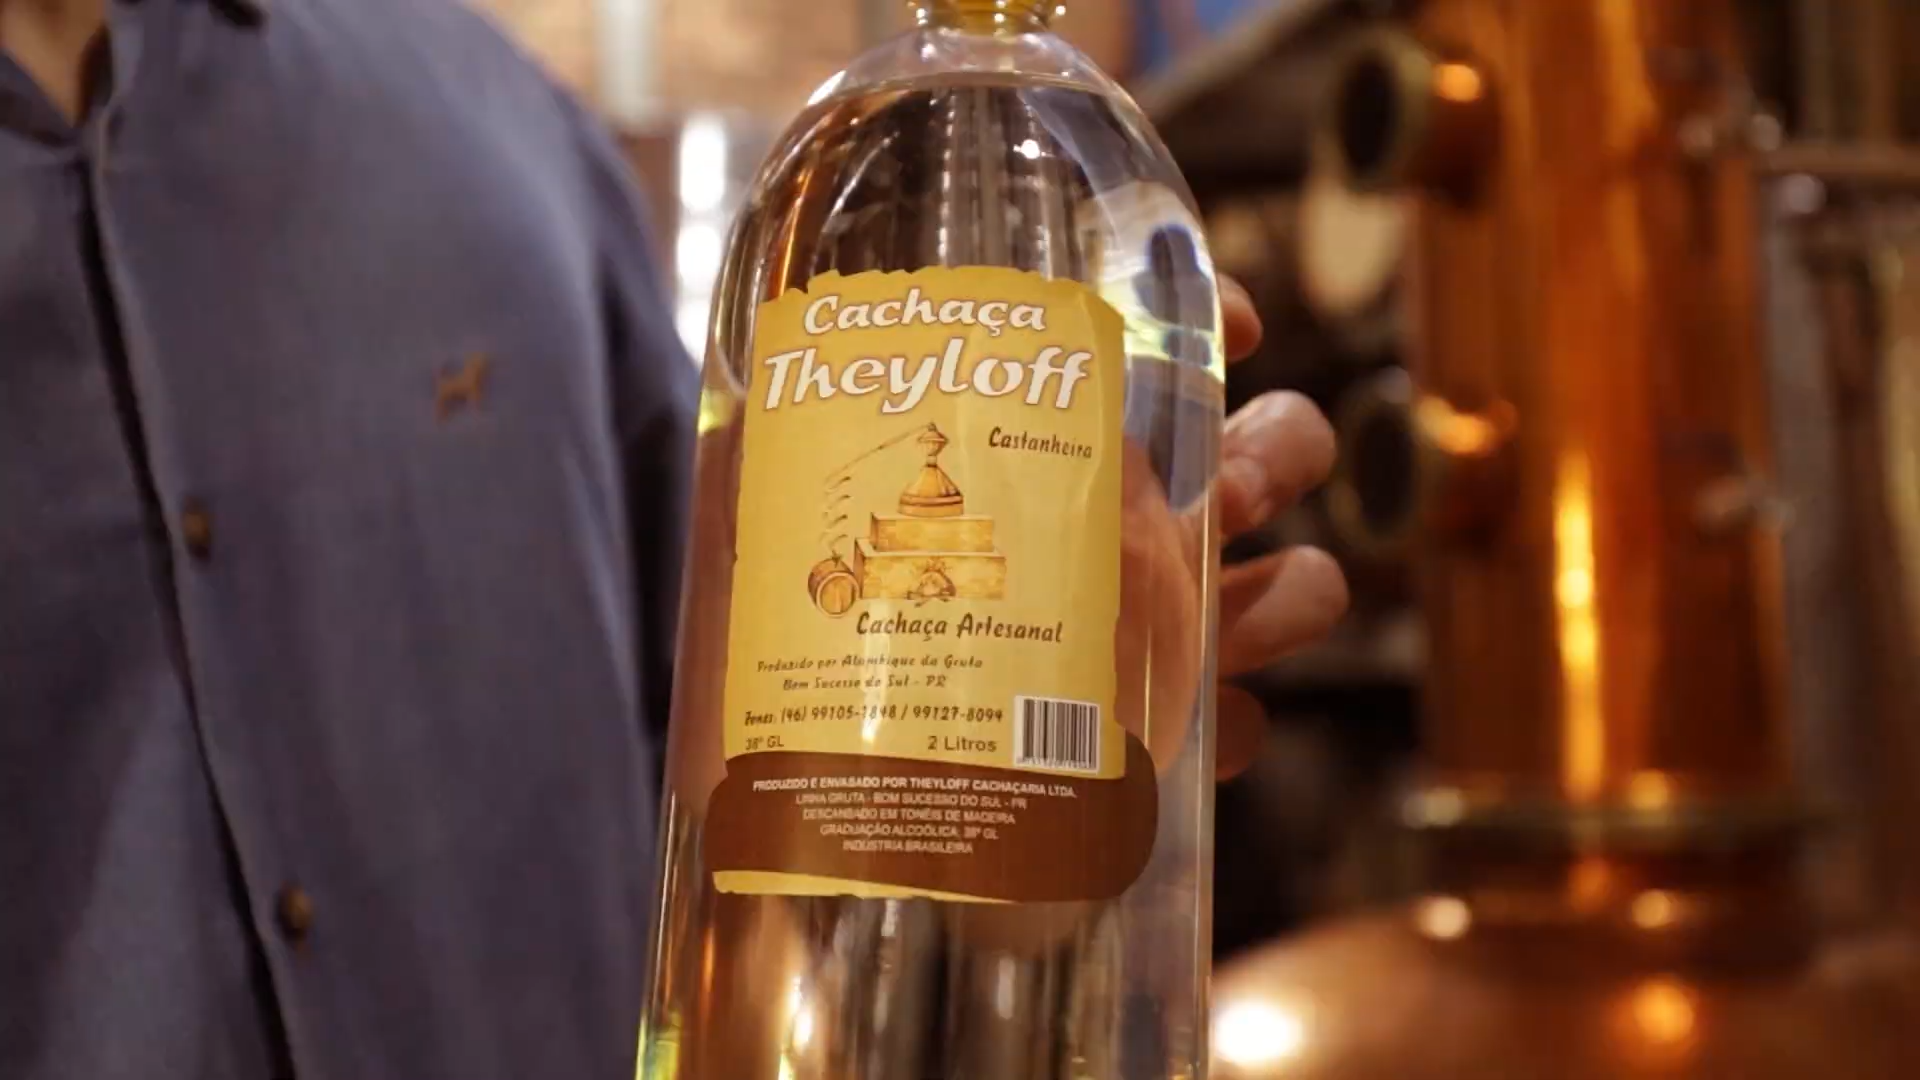 Cachaça
Theyloff
Castanheira
Cachaça Artesanal
Produzido por Alambique da Gruta
Bom Sucesso do Sul - PR
Fones: (46) 99105-1848 / 99127-8094
38º GL
2 Litros
PRODUZIDO E ENVASADO POR THEYLOFF CACHAÇARIA LTDA.
LINHA GRUTA - BOM SUCESSO DO SUL - PR
DESCANSADO EM TONÉIS DE MADEIRA
GRADUAÇÃO ALCOÓLICA: 38º GL
INDÚSTRIA BRASILEIRA